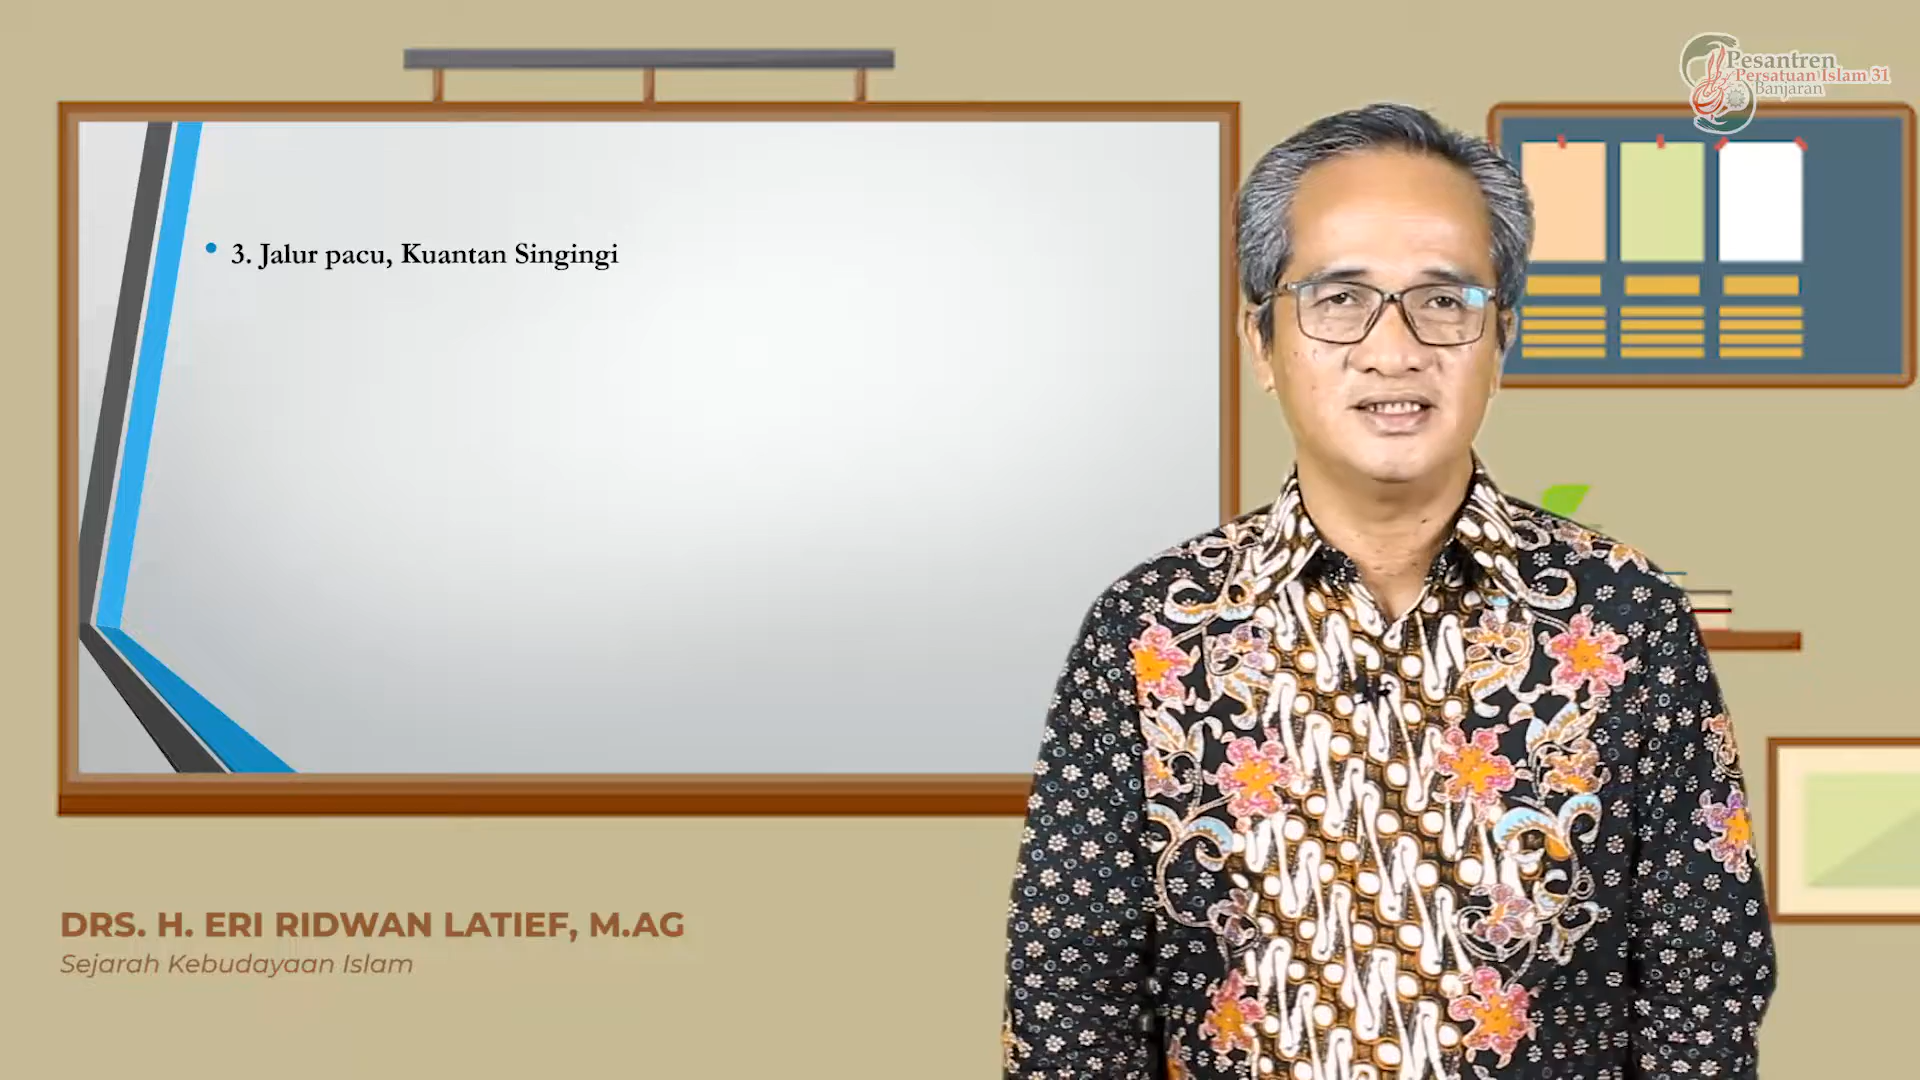 Pesantren
Persatuan Islam 31
Banjaran
• 3. Jalur pacu, Kuantan Singingi
DRS. H. ERI RIDWAN LATIEF, M.AG
Sejarah Kebudayaan Islam